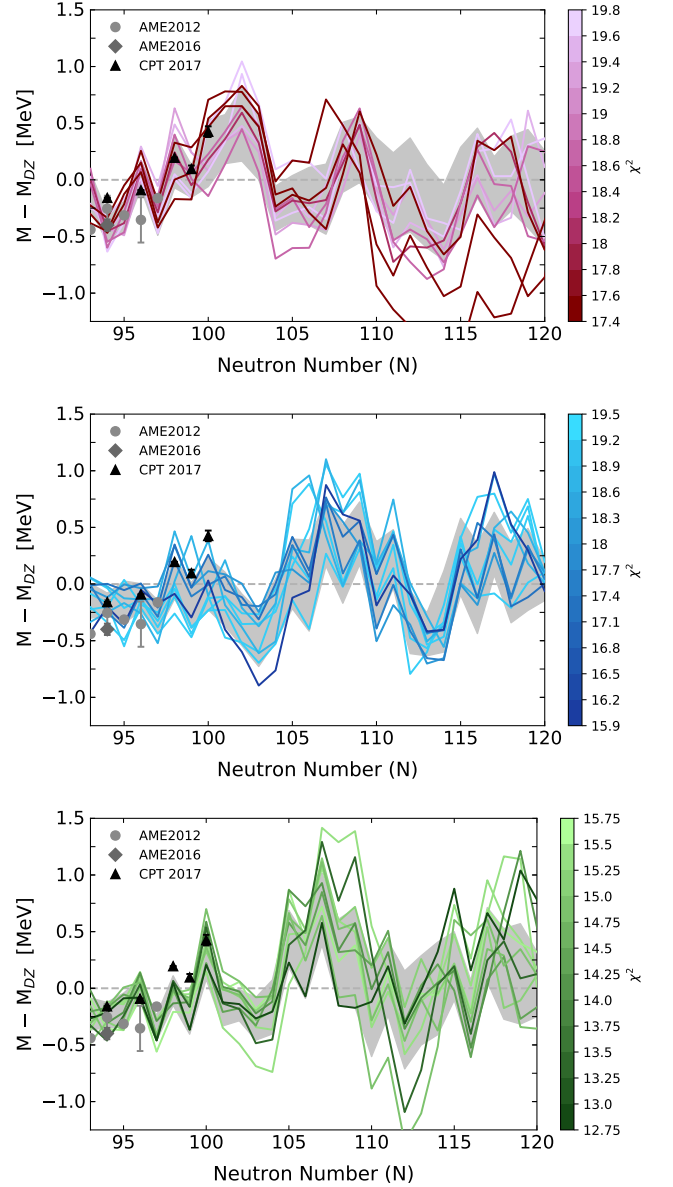 1.5
1.0
0.5
0.0
−0.5
−1.0
M − M_DZ [MeV]
AME2012
AME2016
CPT 2017
95 100 105 110 115 120
Neutron Number (N)
19.8
19.6
19.4
19.2
19
18.9
18.8
18.6
18.4
18.2
18
17.8
17.6
17.4
χ²
1.5
1.0
0.5
0.0
−0.5
−1.0
M − M_DZ [MeV]
AME2012
AME2016
CPT 2017
95 100 105 110 115 120
Neutron Number (N)
19.5
19.2
18.9
18.6
18.3
18
17.7
17.4
17.1
16.8
16.5
16.2
15.9
χ²
1.5
1.0
0.5
0.0
−0.5
−1.0
M − M_DZ [MeV]
AME2012
AME2016
CPT 2017
95 100 105 110 115 120
Neutron Number (N)
15.75
15.5
15.25
15.0
14.75
14.5
14.25
14.0
13.75
13.5
13.25
13.0
12.75
χ²